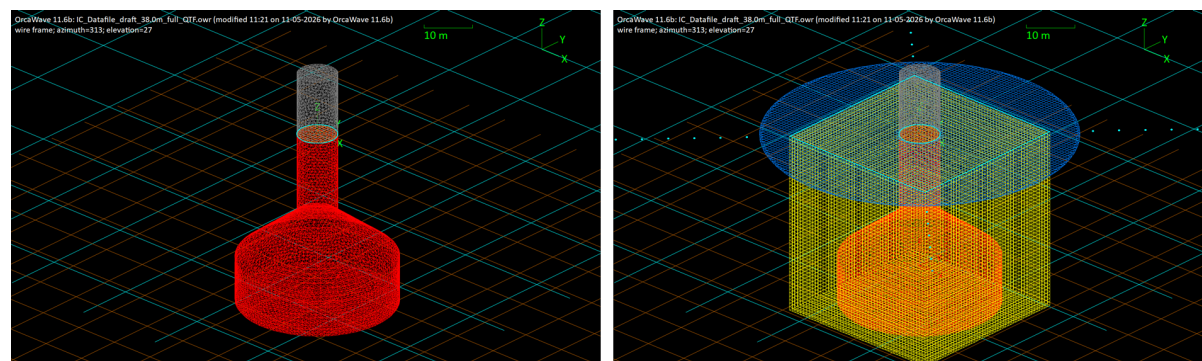 OrcaWave 11.6b: IC_Datafile_draft_38.0m_full_QTF.owr (modified 11:21 on 11-05-2026 by OrcaWave 11.6b)
wire frame; azimuth=313; elevation=27
10 m
Z
Y
X
Z
Y
X
OrcaWave 11.6b: IC_Datafile_draft_38.0m_full_QTF.owr (modified 11:21 on 11-05-2026 by OrcaWave 11.6b)
wire frame; azimuth=313; elevation=27
10 m
Z
Y
X